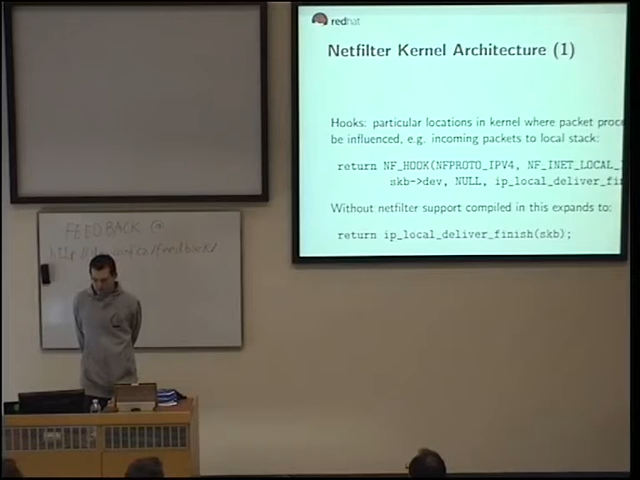 redhat
Netfilter Kernel Architecture (1)
Hooks: particular locations in kernel where packet proce
be influenced, e.g. incoming packets to local stack:
return NF_HOOK(NFPROTO_IPV4, NF_INET_LOCAL_
skb->dev, NULL, ip_local_deliver_fi
Without netfilter support compiled in this expands to:
return ip_local_deliver_finish(skb);
FEEDBACK @
/feedback/